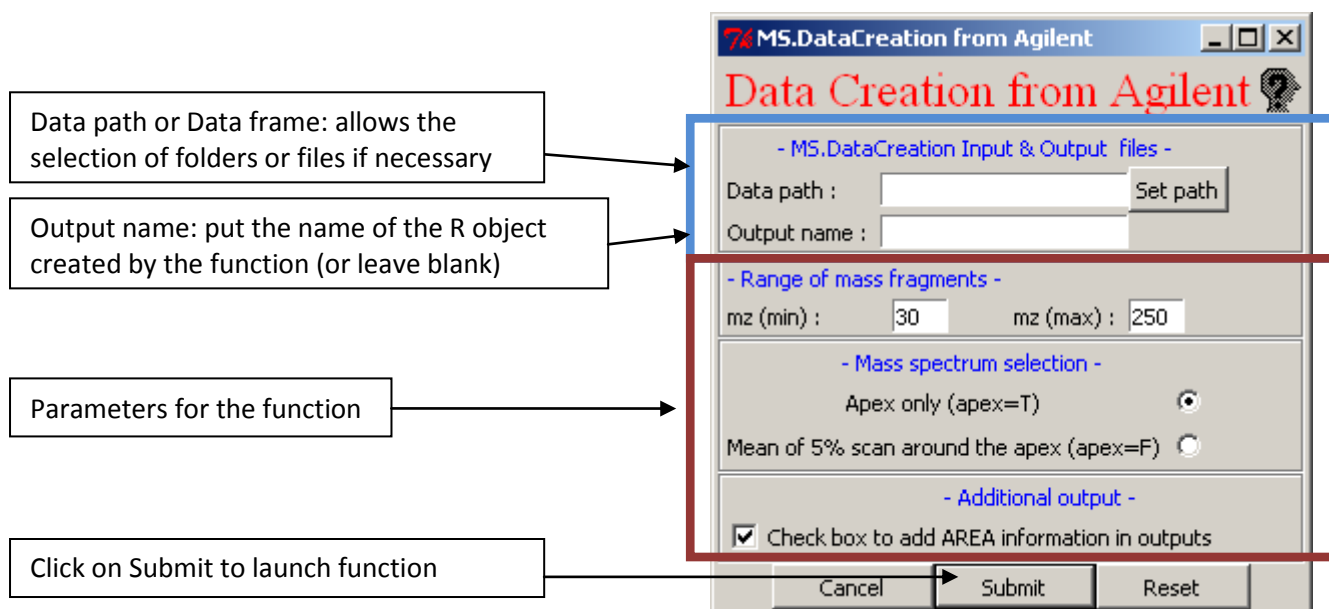 Data path or Data frame: allows the
selection of folders or files if necessary
Output name: put the name of the R object
created by the function (or leave blank)
Parameters for the function
Click on Submit to launch function
MS.DataCreation from Agilent
Data Creation from Agilent
- MS.DataCreation Input & Output files -
Data path : Set path
Output name :
- Range of mass fragments -
mz (min) : 30 mz (max) : 250
- Mass spectrum selection -
Apex only (apex=T)
Mean of 5% scan around the apex (apex=F)
- Additional output -
Check box to add AREA information in outputs
Cancel Submit Reset